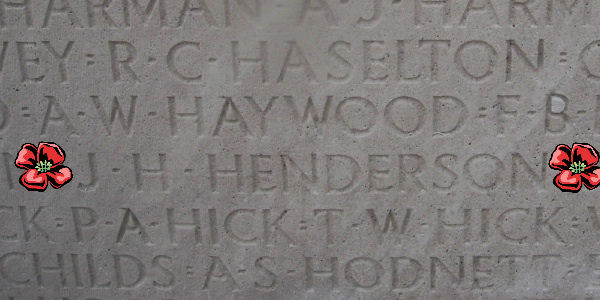 HARMAN · A · J · HARM
VEY = R · C · HASELTON =
A · W · HAYWOOD = F · B ·
J · H · HENDERSON
CK = P · A · HICK = T · W · HICK
CHILDS = A · S · HODNETT =